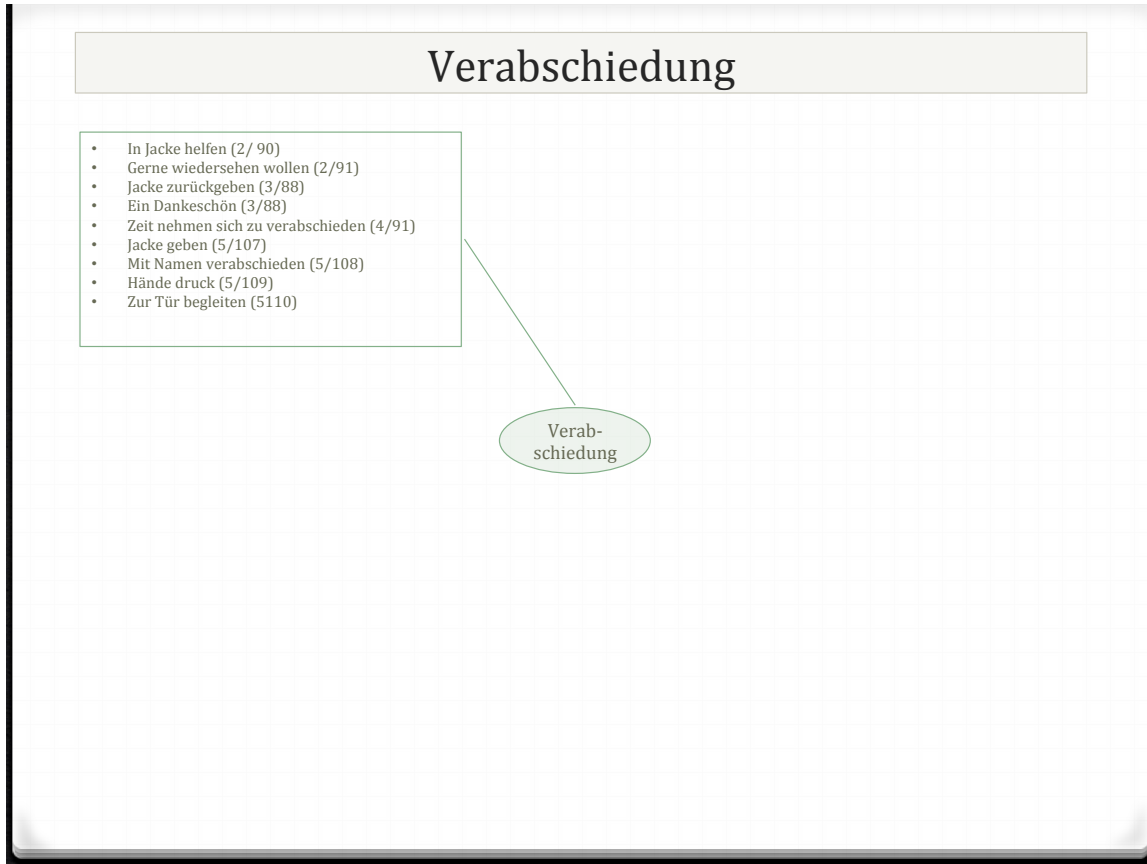 Verabschiedung
• In Jacke helfen (2/ 90)
• Gerne wiedersehen wollen (2/91)
• Jacke zurückgeben (3/88)
• Ein Dankeschön (3/88)
• Zeit nehmen sich zu verabschieden (4/91)
• Jacke geben (5/107)
• Mit Namen verabschieden (5/108)
• Hände druck (5/109)
• Zur Tür begleiten (5110)
Verab-
schiedung